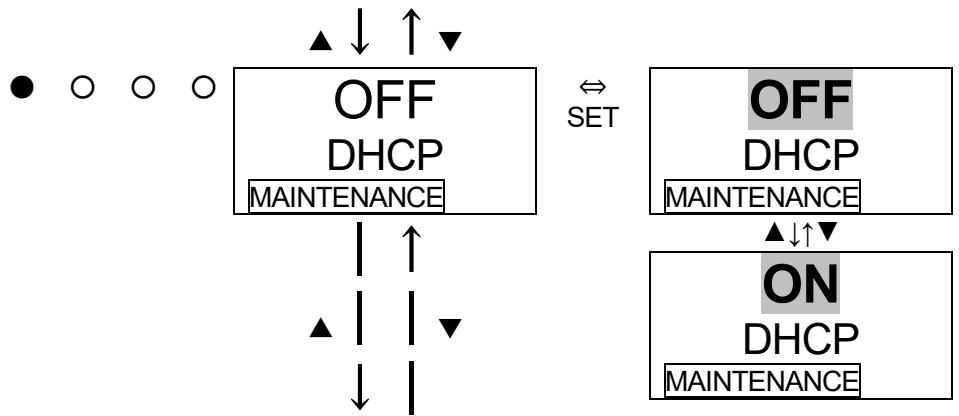 ▲ ↓ ↑ ▼
● ○ ○ ○
OFF
DHCP
MAINTENANCE
⇔
SET
OFF
DHCP
MAINTENANCE
▲↓↑▼
ON
DHCP
MAINTENANCE
▲ ▼